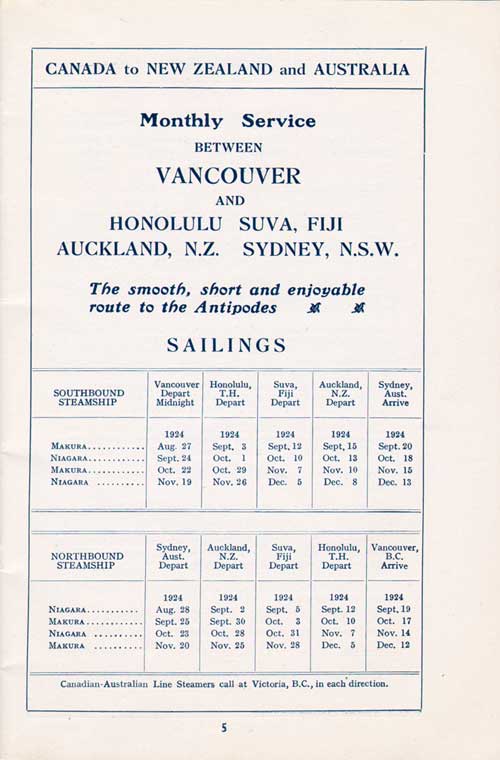 CANADA to NEW ZEALAND and AUSTRALIA
Monthly Service
BETWEEN
VANCOUVER
AND
HONOLULU SUVA, FIJI
AUCKLAND, N.Z. SYDNEY, N.S.W.
The smooth, short and enjoyable
route to the Antipodes
SAILINGS
SOUTHBOUND STEAMSHIP Vancouver Depart Midnight Honolulu, T.H. Depart Suva, Fiji Depart Auckland, N.Z. Depart Sydney, Aust. Arrive
1924 1924 1924 1924 1924
MAKURA............ Aug. 27 Sept. 3 Sept, 12 Sept, 15 Sept. 20
NIAGARA........... Sept. 24 Oct. 1 Oct. 10 Oct. 13 Oct. 18
MAKURA............ Oct. 22 Oct. 29 Nov. 7 Nov. 10 Nov. 15
NIAGARA ........... Nov. 19 Nov. 26 Dec. 5 Dec. 8 Dec. 13
NORTHBOUND STEAMSHIP Sydney, Aust. Depart Auckland, N.Z. Depart Suva, Fiji Depart Honolulu, T.H. Depart Vancouver, B.C. Arrive
1924 1924 1924 1924 1924
NIAGARA........... Aug. 28 Sept. 2 Sept. 5 Sept. 12 Sept, 19
MAKURA............ Sept. 25 Sept. 30 Oct. 3 Oct. 10 Oct. 17
NIAGARA .......... Oct. 23 Oct. 28 Oct. 31 Nov. 7 Nov. 14
MAKURA .......... Nov. 20 Nov. 25 Nov. 28 Dec. 5 Dec. 12
Canadian-Australian Line Steamers call at Victoria, B.C., in each direction.
5